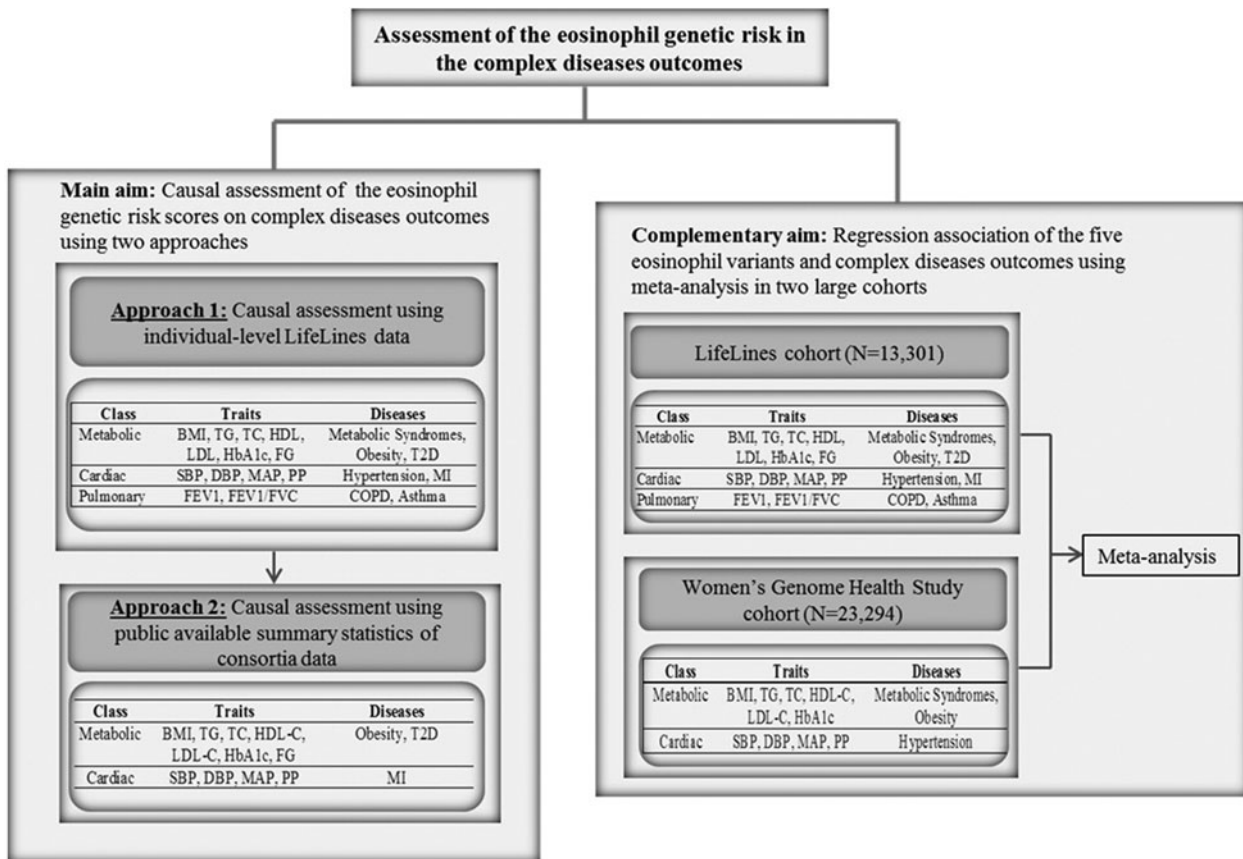 Assessment of the eosinophil genetic risk in
the complex diseases outcomes
Main aim: Causal assessment of the eosinophil
genetic risk scores on complex diseases outcomes
using two approaches
Approach 1: Causal assessment using
individual-level LifeLines data
Class Traits Diseases
Metabolic BMI, TG, TC, HDL, Metabolic Syndromes,
LDL, HbA1c, FG Obesity, T2D
Cardiac SBP, DBP, MAP, PP Hypertension, MI
Pulmonary FEV1, FEV1/FVC COPD, Asthma
Approach 2: Causal assessment using
public available summary statistics of
consortia data
Class Traits Diseases
Metabolic BMI, TG, TC, HDL-C, Obesity, T2D
LDL-C, HbA1c, FG
Cardiac SBP, DBP, MAP, PP MI
Complementary aim: Regression association of the five
eosinophil variants and complex diseases outcomes using
meta-analysis in two large cohorts
LifeLines cohort (N=13,301)
Class Traits Diseases
Metabolic BMI, TG, TC, HDL, Metabolic Syndromes,
LDL, HbA1c, FG Obesity, T2D
Cardiac SBP, DBP, MAP, PP Hypertension, MI
Pulmonary FEV1, FEV1/FVC COPD, Asthma
Women's Genome Health Study
cohort (N=23,294)
Class Traits Diseases
Metabolic BMI, TG, TC, HDL-C, Metabolic Syndromes,
LDL-C, HbA1c Obesity
Cardiac SBP, DBP, MAP, PP Hypertension
Meta-analysis